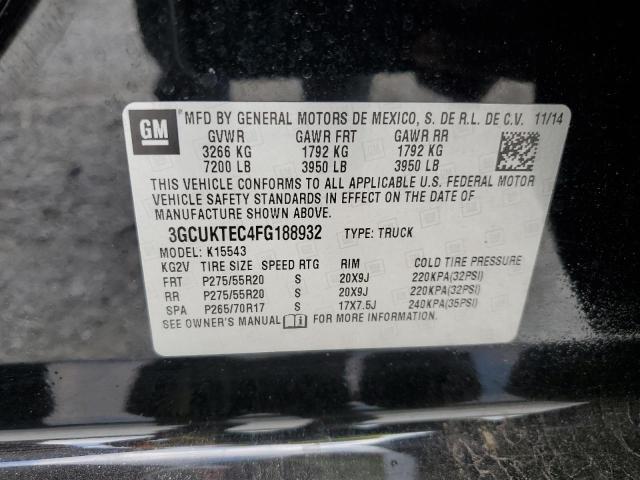 GM
MFD BY GENERAL MOTORS DE MEXICO, S. DE R.L. DE C.V. 11/14
GVWR GAWR FRT GAWR RR
3266 KG 1792 KG 1792 KG
7200 LB 3950 LB 3950 LB
THIS VEHICLE CONFORMS TO ALL APPLICABLE U.S. FEDERAL MOTOR
VEHICLE SAFETY STANDARDS IN EFFECT ON THE DATE OF
MANUFACTURE SHOWN ABOVE.
3GCUKTEC4FG188932 TYPE: TRUCK
MODEL: K15543
KG2V TIRE SIZE SPEED RTG RIM COLD TIRE PRESSURE
FRT P275/55R20 S 20X9J 220KPA(32PSI)
RR P275/55R20 S 20X9J 220KPA(32PSI)
SPA P265/70R17 S 17X7.5J 240KPA(35PSI)
SEE OWNER'S MANUAL FOR MORE INFORMATION.